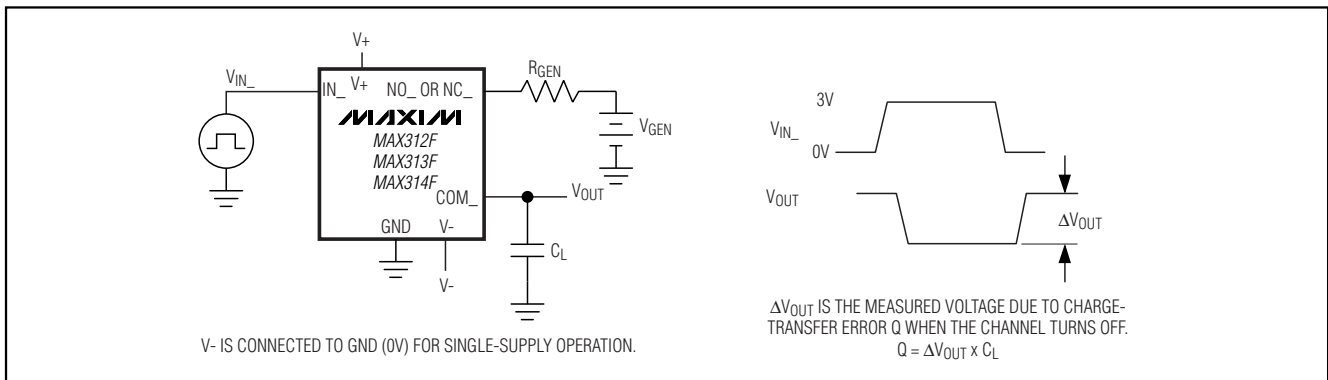 V+
V_IN_
IN_ V+ NO_ OR NC_
R_GEN
MAXIM
MAX312F
MAX313F
MAX314F
V_GEN
COM_
V_OUT
GND V-
C_L
V-
V- IS CONNECTED TO GND (0V) FOR SINGLE-SUPPLY OPERATION.
3V
V_IN_
0V
V_OUT
ΔV_OUT
ΔV_OUT IS THE MEASURED VOLTAGE DUE TO CHARGE-
TRANSFER ERROR Q WHEN THE CHANNEL TURNS OFF.
Q = ΔV_OUT x C_L